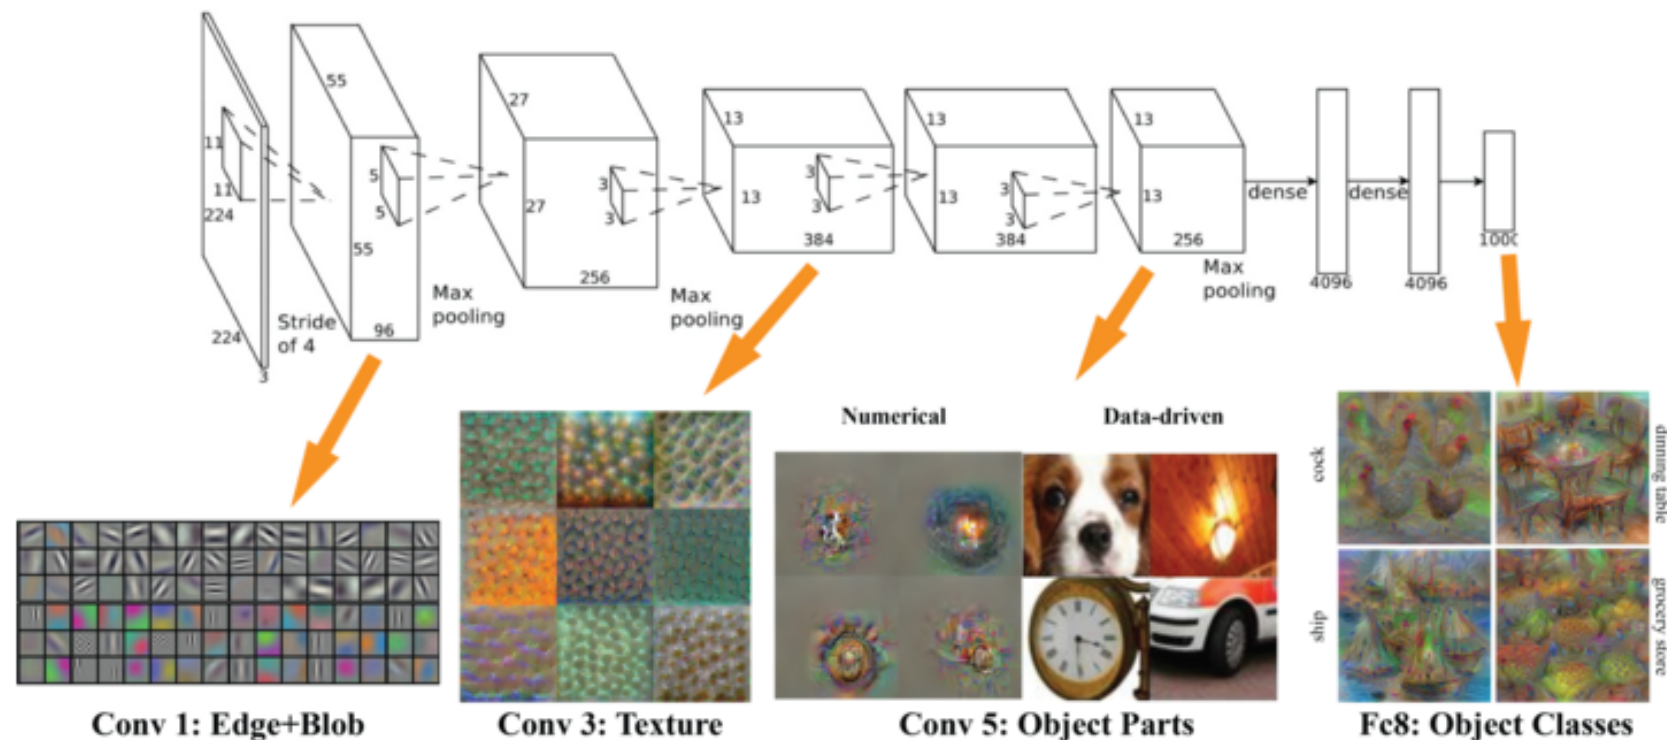 55
27
13
13
13
11
5
3
3
3
11
5
27
3
13
3
13
3
13
dense
dense
224
55
384
384
256
1000
256
Max
pooling
4096
4096
Max
pooling
Max
pooling
224
Stride
of 4
96
3
Numerical
Data-driven
cock
dinning table
ship
grocery store
Conv 1: Edge+Blob
Conv 3: Texture
Conv 5: Object Parts
Fc8: Object Classes